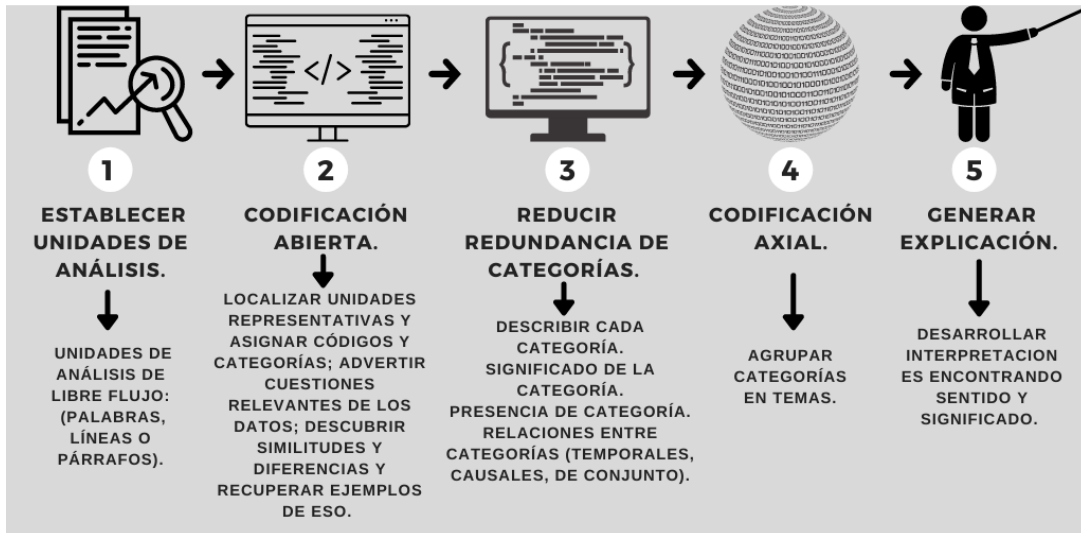 </>
1
ESTABLECER
UNIDADES DE
ANÁLISIS.
UNIDADES DE
ANÁLISIS DE
LIBRE FLUJO:
(PALABRAS,
LÍNEAS O
PÁRRAFOS).
2
CODIFICACIÓN
ABIERTA.
LOCALIZAR UNIDADES
REPRESENTATIVAS Y
ASIGNAR CÓDIGOS Y
CATEGORÍAS; ADVERTIR
CUESTIONES
RELEVANTES DE LOS
DATOS; DESCUBRIR
SIMILITUDES Y
DIFERENCIAS Y
RECUPERAR EJEMPLOS
DE ESO.
3
REDUCIR
REDUNDANCIA DE
CATEGORÍAS.
DESCRIBIR CADA
CATEGORÍA.
SIGNIFICADO DE LA
CATEGORÍA.
PRESENCIA DE CATEGORÍA.
RELACIONES ENTRE
CATEGORÍAS (TEMPORALES,
CAUSALES, DE CONJUNTO).
4
CODIFICACIÓN
AXIAL.
AGRUPAR
CATEGORÍAS
EN TEMAS.
5
GENERAR
EXPLICACIÓN.
DESARROLLAR
INTERPRETACION
ES ENCONTRANDO
SENTIDO Y
SIGNIFICADO.